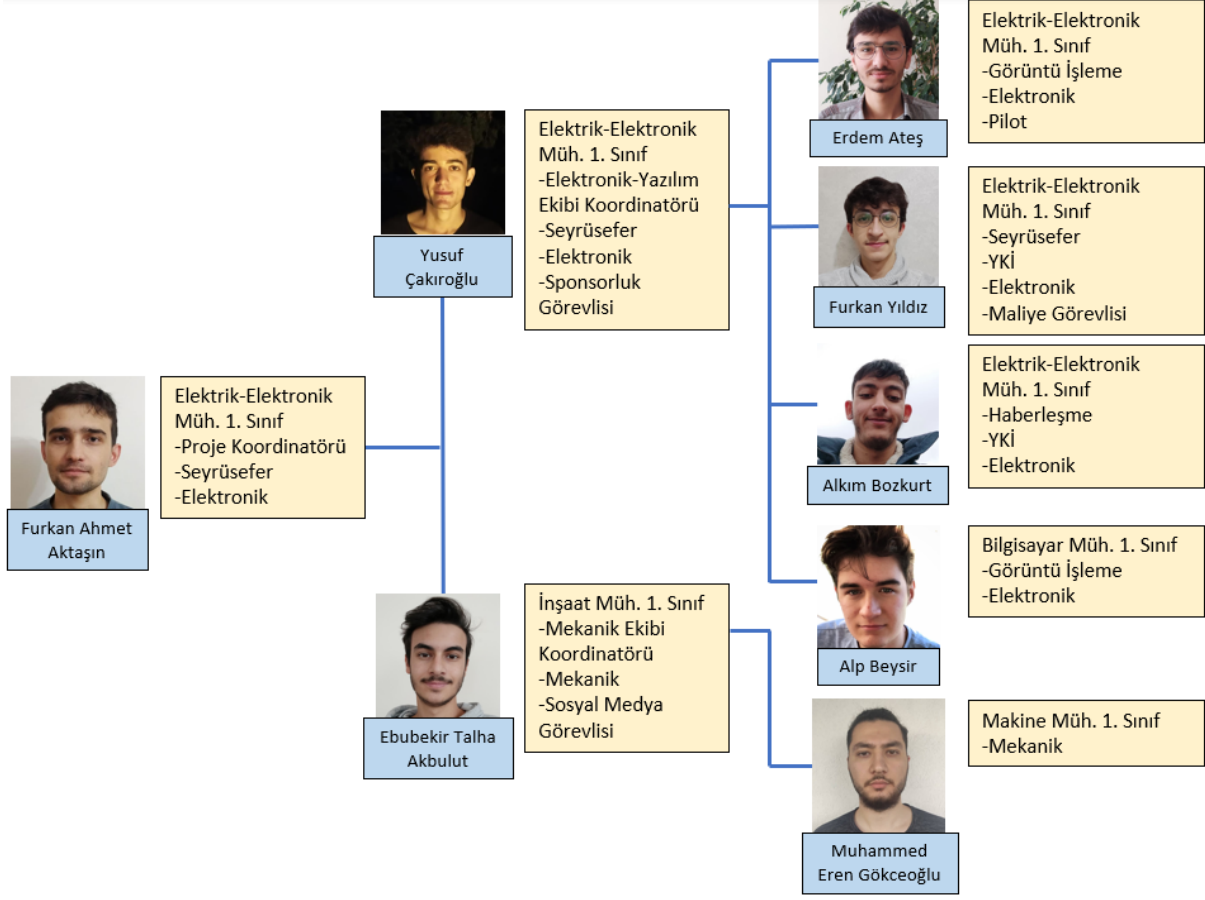 Furkan Ahmet
Aktaşın
Elektrik-Elektronik
Müh. 1. Sınıf
-Proje Koordinatörü
-Seyrüsefer
-Elektronik
Yusuf
Çakıroğlu
Elektrik-Elektronik
Müh. 1. Sınıf
-Elektronik-Yazılım
Ekibi Koordinatörü
-Seyrüsefer
-Elektronik
-Sponsorluk
Görevlisi
Ebubekir Talha
Akbulut
İnşaat Müh. 1. Sınıf
-Mekanik Ekibi
Koordinatörü
-Mekanik
-Sosyal Medya
Görevlisi
Erdem Ateş
Elektrik-Elektronik
Müh. 1. Sınıf
-Görüntü İşleme
-Elektronik
-Pilot
Furkan Yıldız
Elektrik-Elektronik
Müh. 1. Sınıf
-Seyrüsefer
-YKİ
-Elektronik
-Maliye Görevlisi
Alkım Bozkurt
Elektrik-Elektronik
Müh. 1. Sınıf
-Haberleşme
-YKİ
-Elektronik
Alp Beysir
Bilgisayar Müh. 1. Sınıf
-Görüntü İşleme
-Elektronik
Muhammed
Eren Gökceoğlu
Makine Müh. 1. Sınıf
-Mekanik